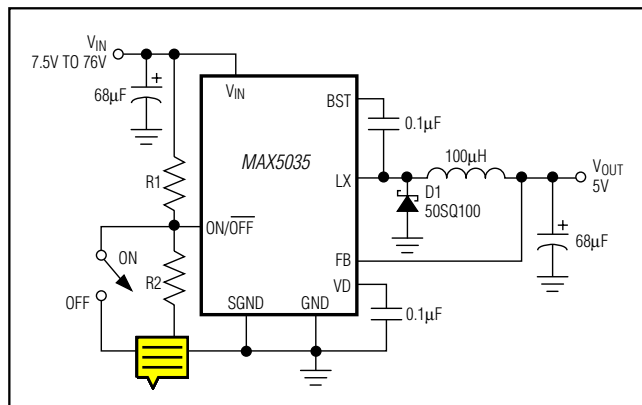 VIN
7.5V TO 76V
68µF
+
VIN
BST
0.1µF
MAX5035
R1
LX
100µH
VOUT
5V
D1
50SQ100
+
68µF
ON/OFF
ON
R2
FB
VD
OFF
SGND
GND
0.1µF